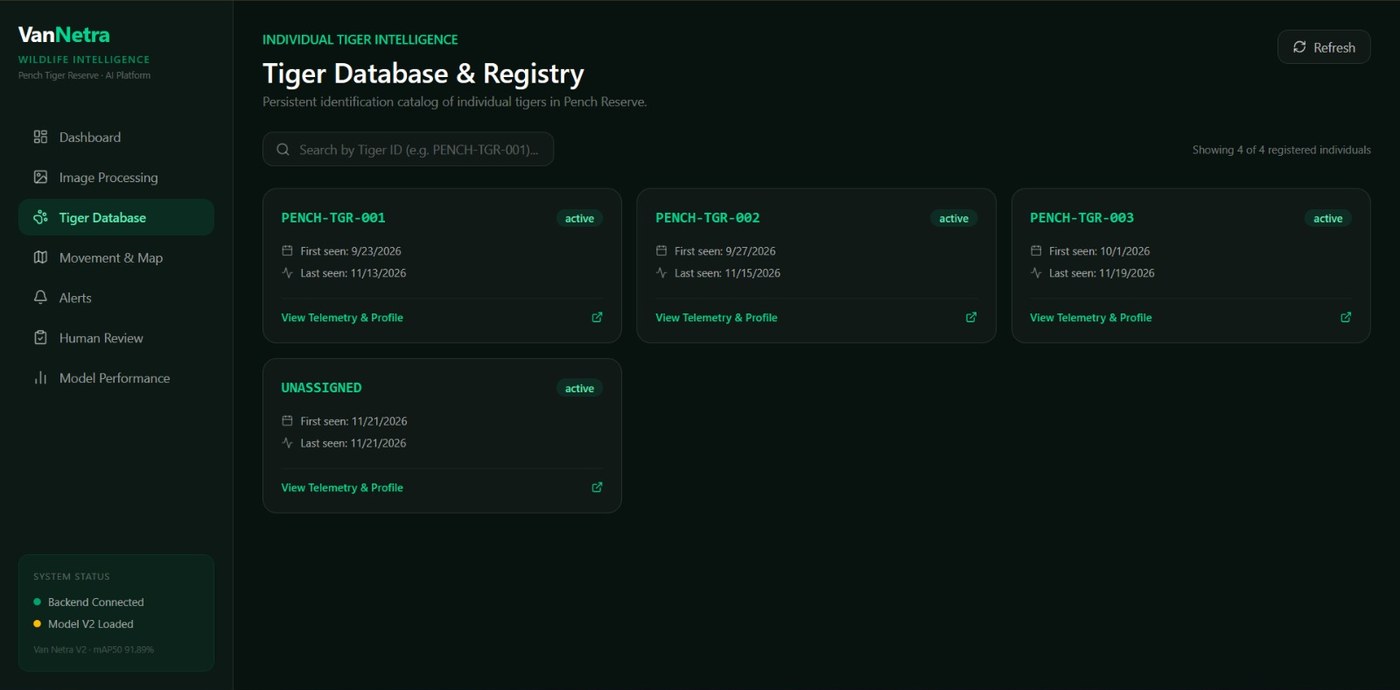 VanNetra
WILDLIFE INTELLIGENCE
Pench Tiger Reserve · AI Platform
Dashboard
Image Processing
Tiger Database
Movement & Map
Alerts
Human Review
Model Performance
SYSTEM STATUS
Backend Connected
Model V2 Loaded
Van Netra V2 · mAP50 91.89%
INDIVIDUAL TIGER INTELLIGENCE
Tiger Database & Registry
Persistent identification catalog of individual tigers in Pench Reserve.
Refresh
Search by Tiger ID (e.g. PENCH-TGR-001)...
Showing 4 of 4 registered individuals
PENCH-TGR-001
active
First seen: 9/23/2026
Last seen: 11/13/2026
View Telemetry & Profile
PENCH-TGR-002
active
First seen: 9/27/2026
Last seen: 11/15/2026
View Telemetry & Profile
PENCH-TGR-003
active
First seen: 10/1/2026
Last seen: 11/19/2026
View Telemetry & Profile
UNASSIGNED
active
First seen: 11/21/2026
Last seen: 11/21/2026
View Telemetry & Profile